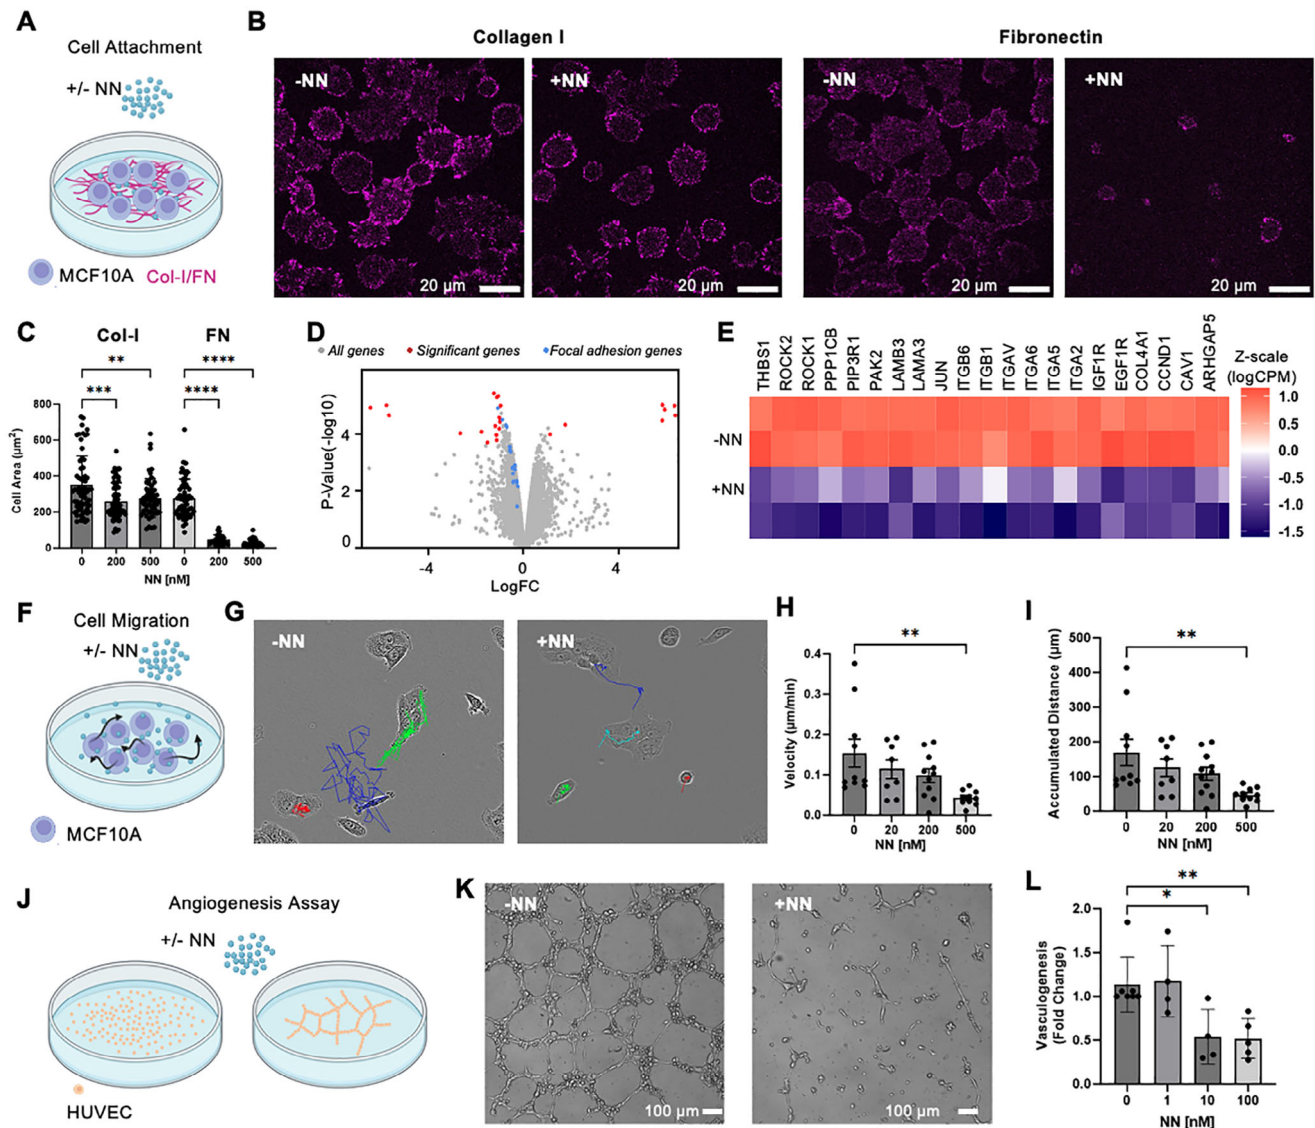 A
Cell Attachment
+/- NN
MCF10A Col-I/FN
B
Collagen I
Fibronectin
-NN
+NN
-NN
+NN
20 µm
20 µm
20 µm
20 µm
C
Col-I
FN
**
****
***
****
Cell Area (µm²)
800
600
400
200
0
0 200 500 0 200 500
NN [nM]
D
All genes
Significant genes
Focal adhesion genes
P-Value(-log10)
4
2
0
-4 0 4
LogFC
E
THBS1
ROCK2
ROCK1
PPP1CB
PIP3R1
PAK2
LAMB3
LAMA3
JUN
ITGB6
ITGB1
ITGAV
ITGA6
ITGA5
ITGA2
IGF1R
EGF1R
COL4A1
CCND1
CAV1
ARHGAP5
Z-scale
(logCPM)
-NN
+NN
1.0
0.5
0.0
-0.5
-1.0
-1.5
F
Cell Migration
+/- NN
MCF10A
G
-NN
+NN
H
**
Velocity (µm/min)
0.4
0.3
0.2
0.1
0.0
0 20 200 500
NN [nM]
I
**
Accumulated Distance (µm)
500
400
300
200
100
0
0 20 200 500
NN [nM]
J
Angiogenesis Assay
+/- NN
HUVEC
K
-NN
+NN
100 µm
100 µm
L
**
*
Vasculogenesis
(Fold Change)
2.0
1.5
1.0
0.5
0.0
0 1 10 100
NN [nM]